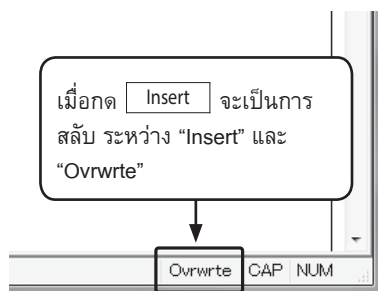 เมื่อกด Insert จะเป็นการ
สลับ ระหว่าง “Insert” และ
“Ovrwrte”
Ovrwrte CAP NUM